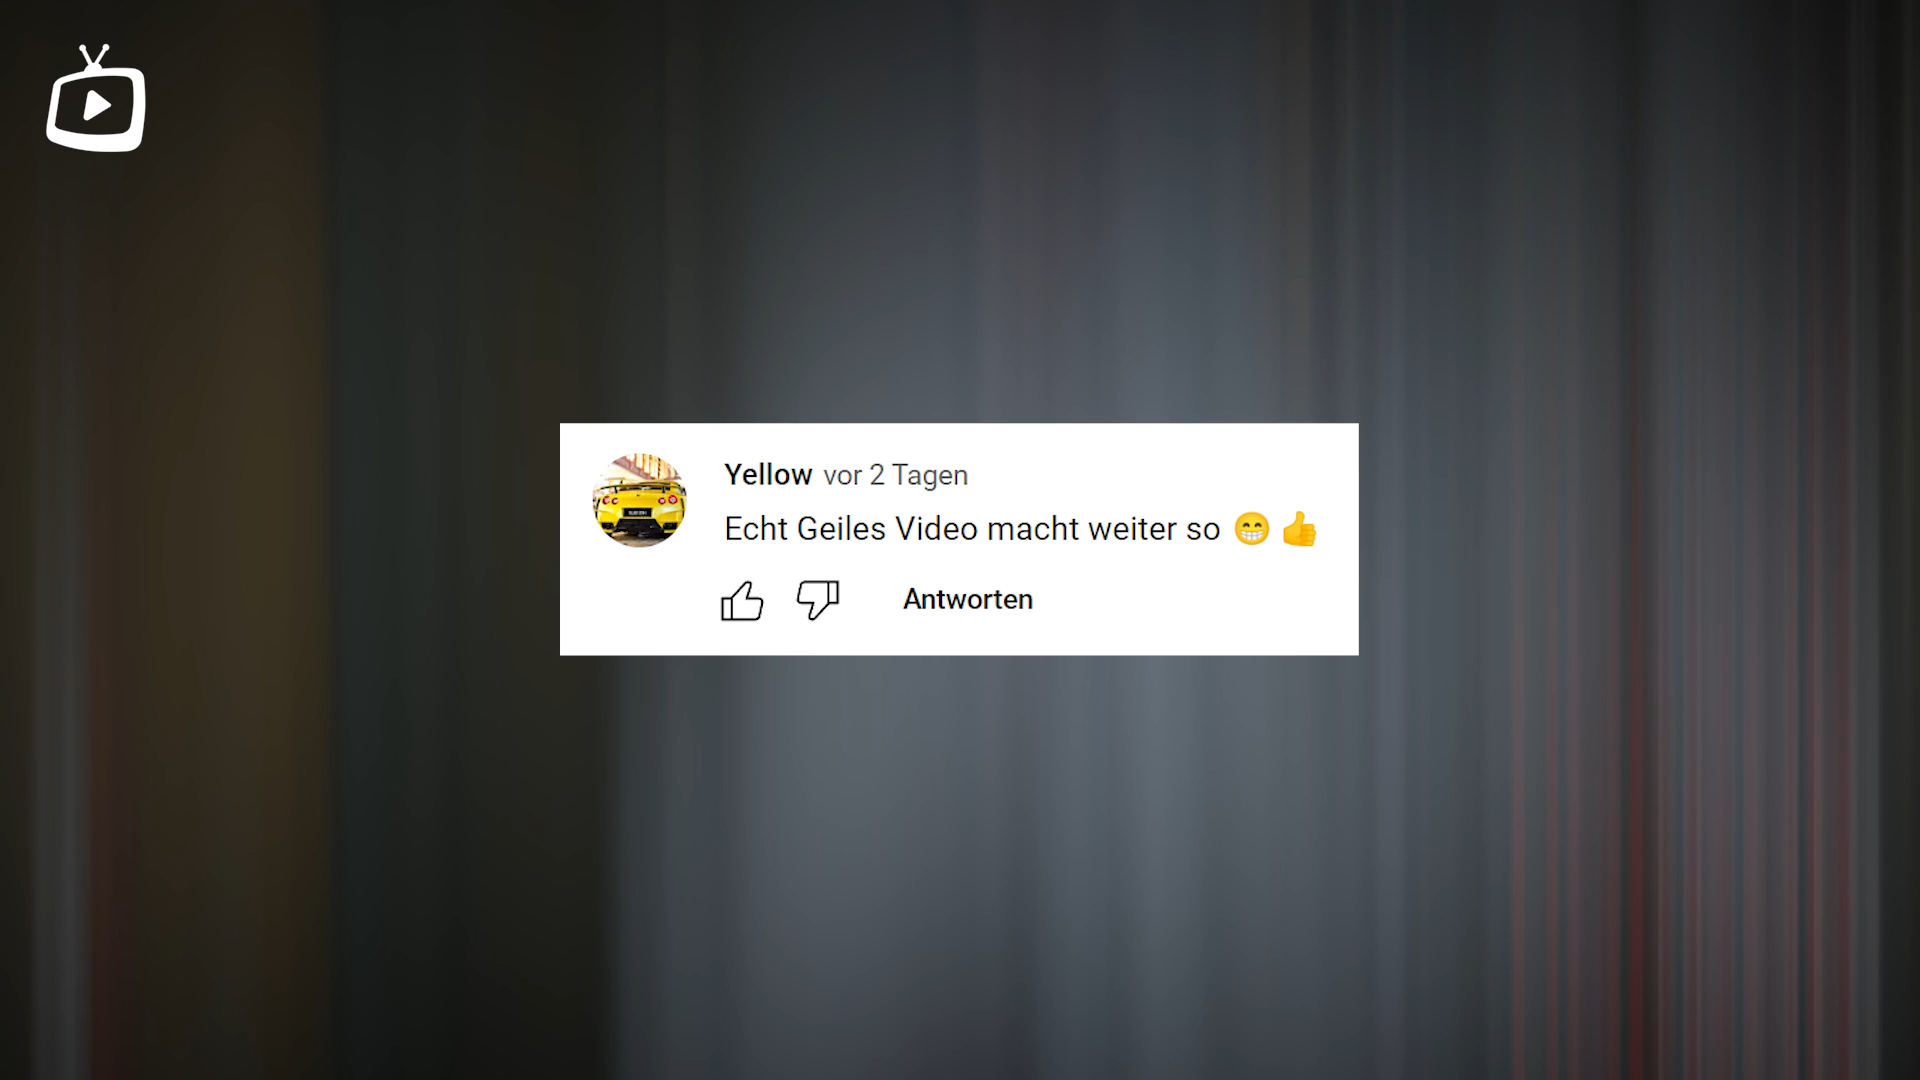 Yellow vor 2 Tagen
Echt Geiles Video macht weiter so 😁 👍
Antworten